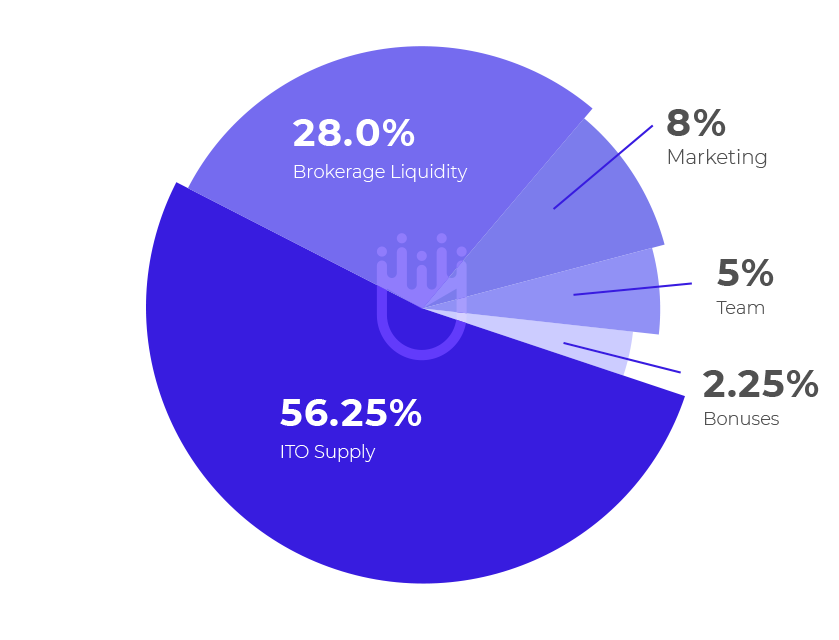 28.0%
Brokerage Liquidity
8%
Marketing
5%
Team
2.25%
Bonuses
56.25%
ITO Supply